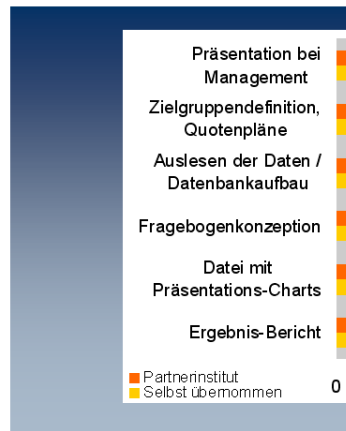 Präsentation bei
Management
Zielgruppendefinition,
Quotenpläne
Auslesen der Daten /
Datenbankaufbau
Fragebogenkonzeption
Datei mit
Präsentations-Charts
Ergebnis-Bericht
Partnerinstitut
Selbst übernommen
0